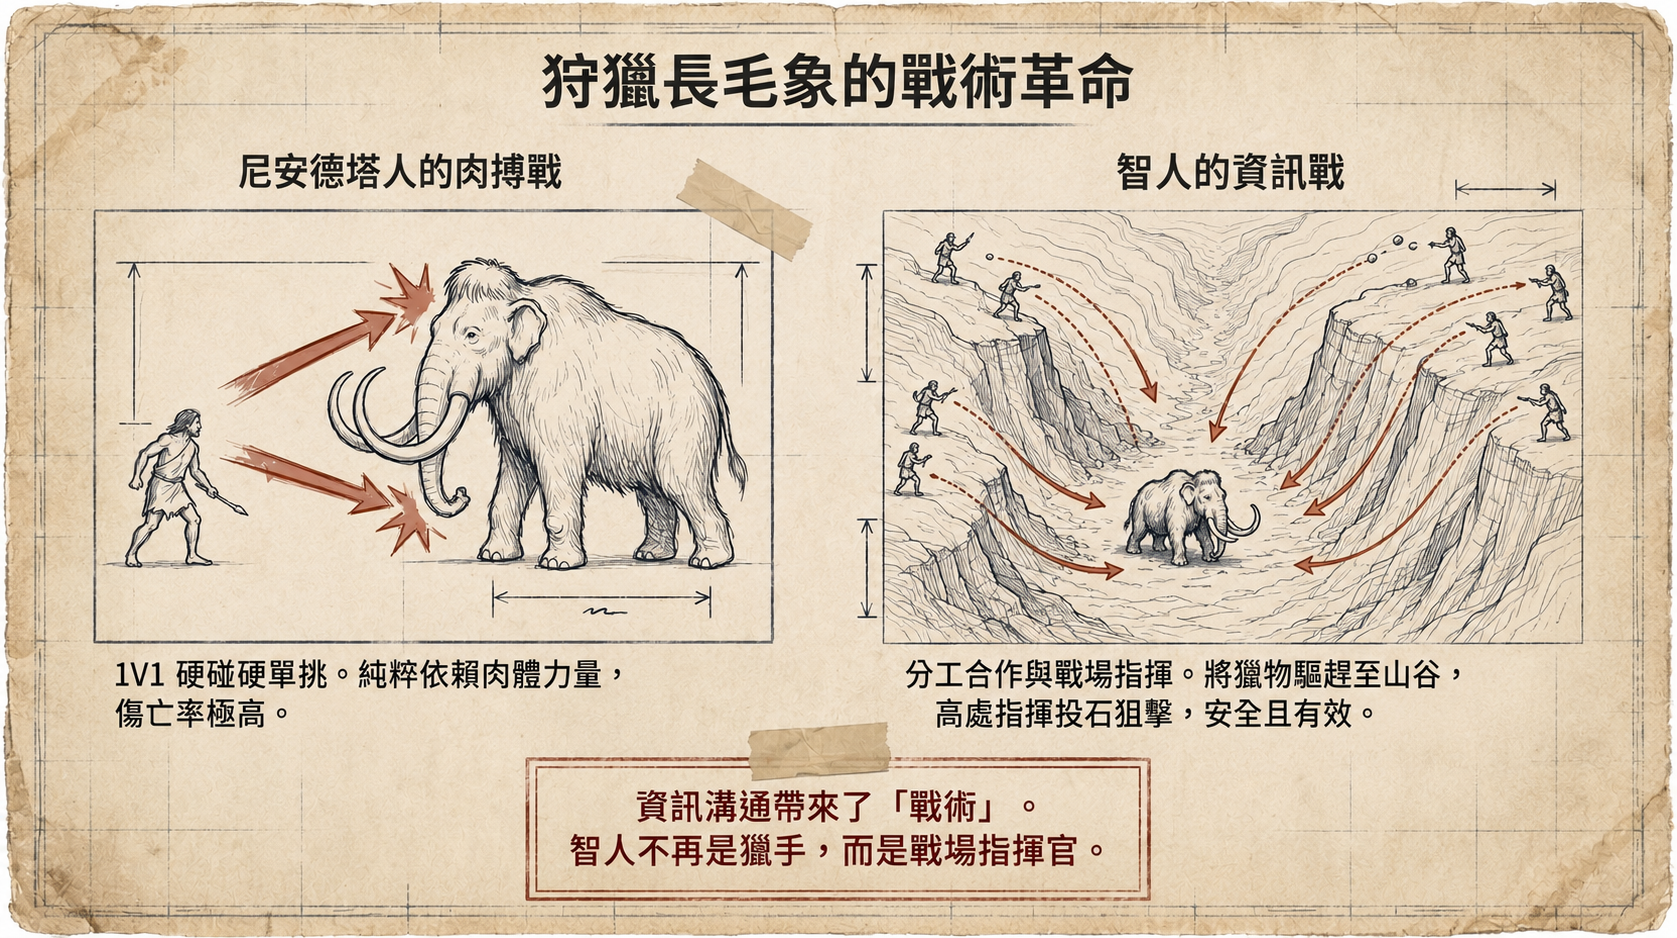 狩獵長毛象的戰術革命
尼安德塔人的肉搏戰
1V1 硬碰硬單挑。純粹依賴肉體力量，
傷亡率極高。
智人的資訊戰
分工合作與戰場指揮。將獵物驅趕至山谷，
高處指揮投石狙擊，安全且有效。
資訊溝通帶來了「戰術」。
智人不再是獵手，而是戰場指揮官。